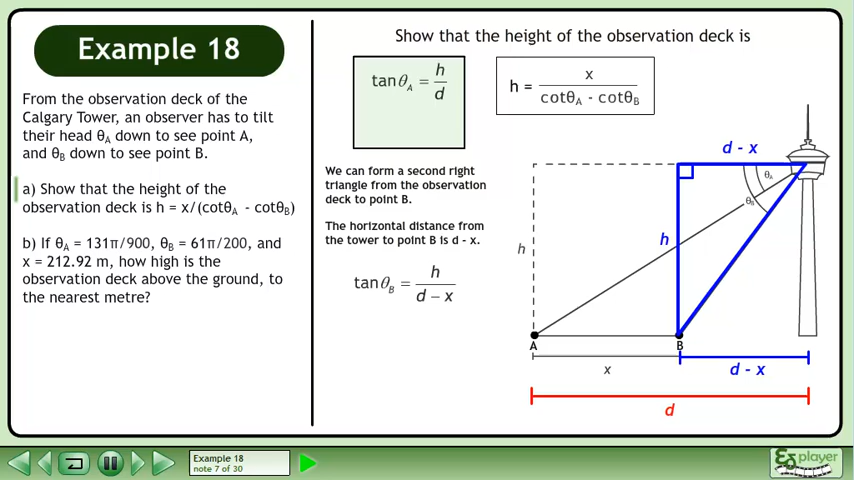 Example 18
From the observation deck of the
Calgary Tower, an observer has to tilt
their head θA down to see point A,
and θB down to see point B.
a) Show that the height of the
observation deck is h = x/(cotθA - cotθB)
b) If θA = 131π/900, θB = 61π/200, and
x = 212.92 m, how high is the
observation deck above the ground, to
the nearest metre?
Show that the height of the observation deck is
tanθA = h/d
h = x/(cotθA - cotθB)
We can form a second right
triangle from the observation
deck to point B.
The horizontal distance from
the tower to point B is d - x.
tanθB = h/(d - x)
d - x
θA
θB
h
h
A
B
x
d - x
d
Example 18
note 7 of 30
Ez player